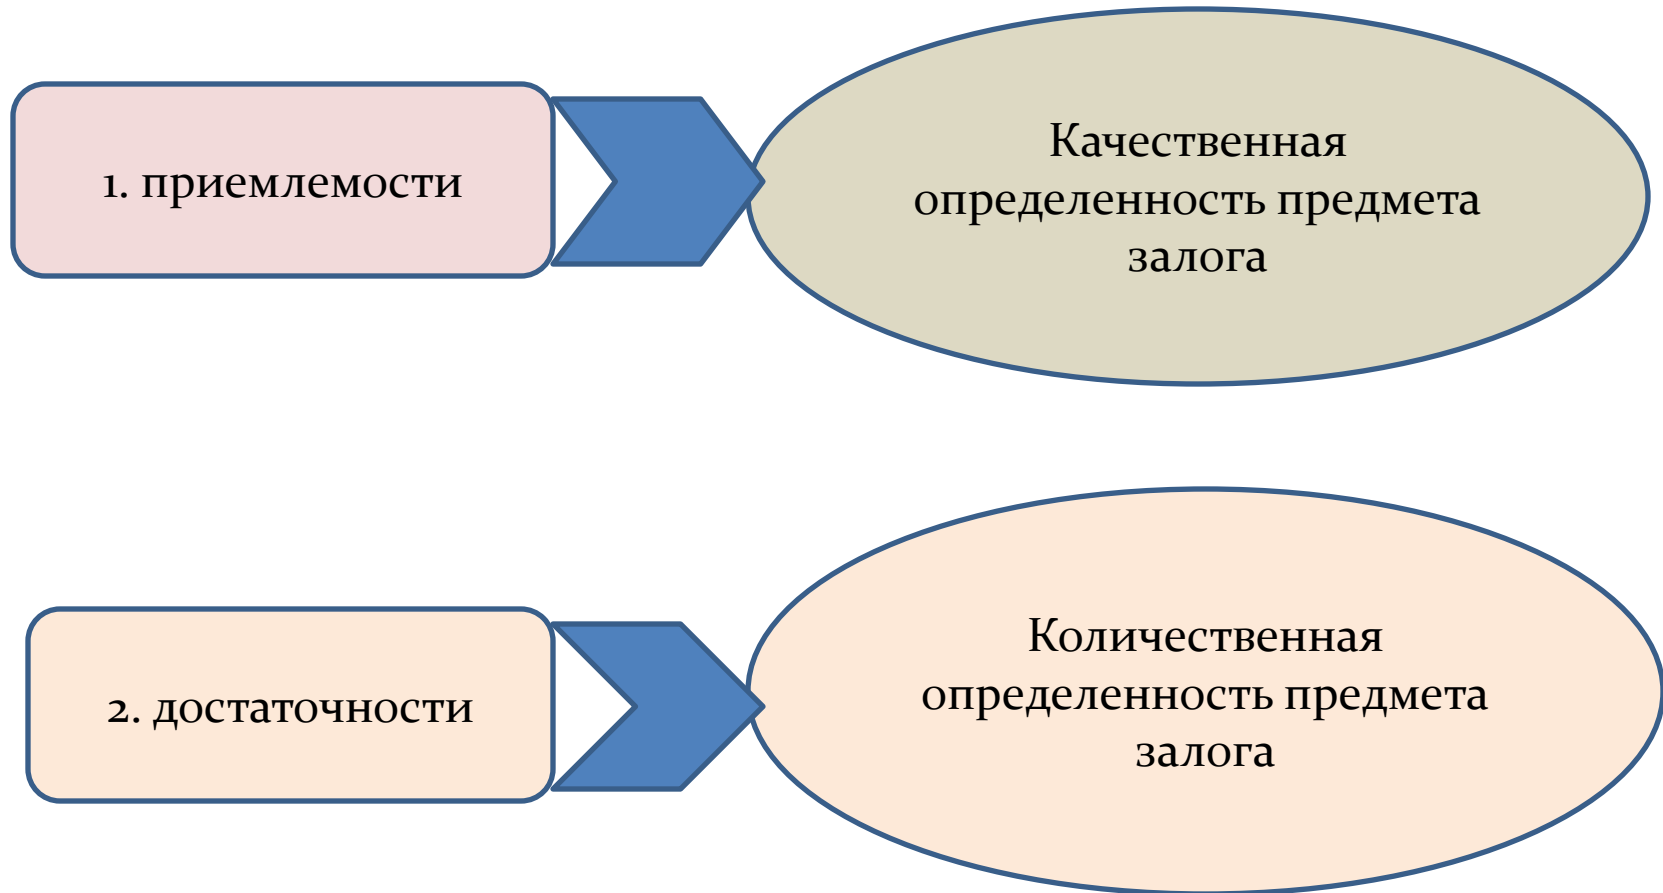 1. приемлемости
Качественная
определенность предмета
залога
2. достаточности
Количественная
определенность предмета
залога